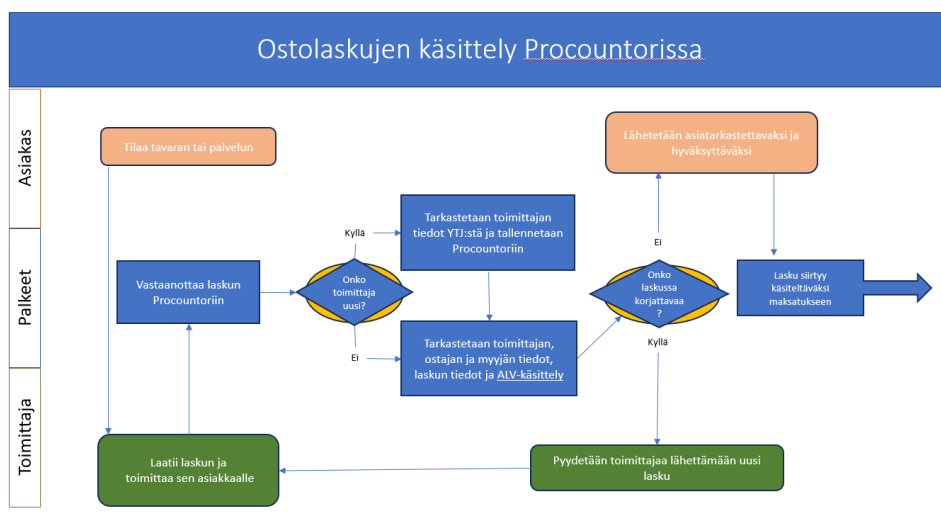 Ostolaskujen käsittely Procountorissa
Asiakas
Tilaa tavaran tai palvelun
Lähetetään asiatarkastettavaksi ja
hyväksyttäväksi
Palkeet
Vastaanottaa laskun
Procountoriin
Onko
toimittaja
uusi?
Kyllä
Ei
Tarkastetaan toimittajan
tiedot YTJ:stä ja tallennetaan
Procountoriin
Tarkastetaan toimittajan,
ostajan ja myyjän tiedot,
laskun tiedot ja ALV-käsittely
Ei
Onko
laskussa
korjattavaa
?
Kyllä
Lasku siirtyy
käsiteltäväksi
maksatukseen
Toimittaja
Laatii laskun ja
toimittaa sen asiakkaalle
Pyydetään toimittajaa lähettämään uusi
lasku